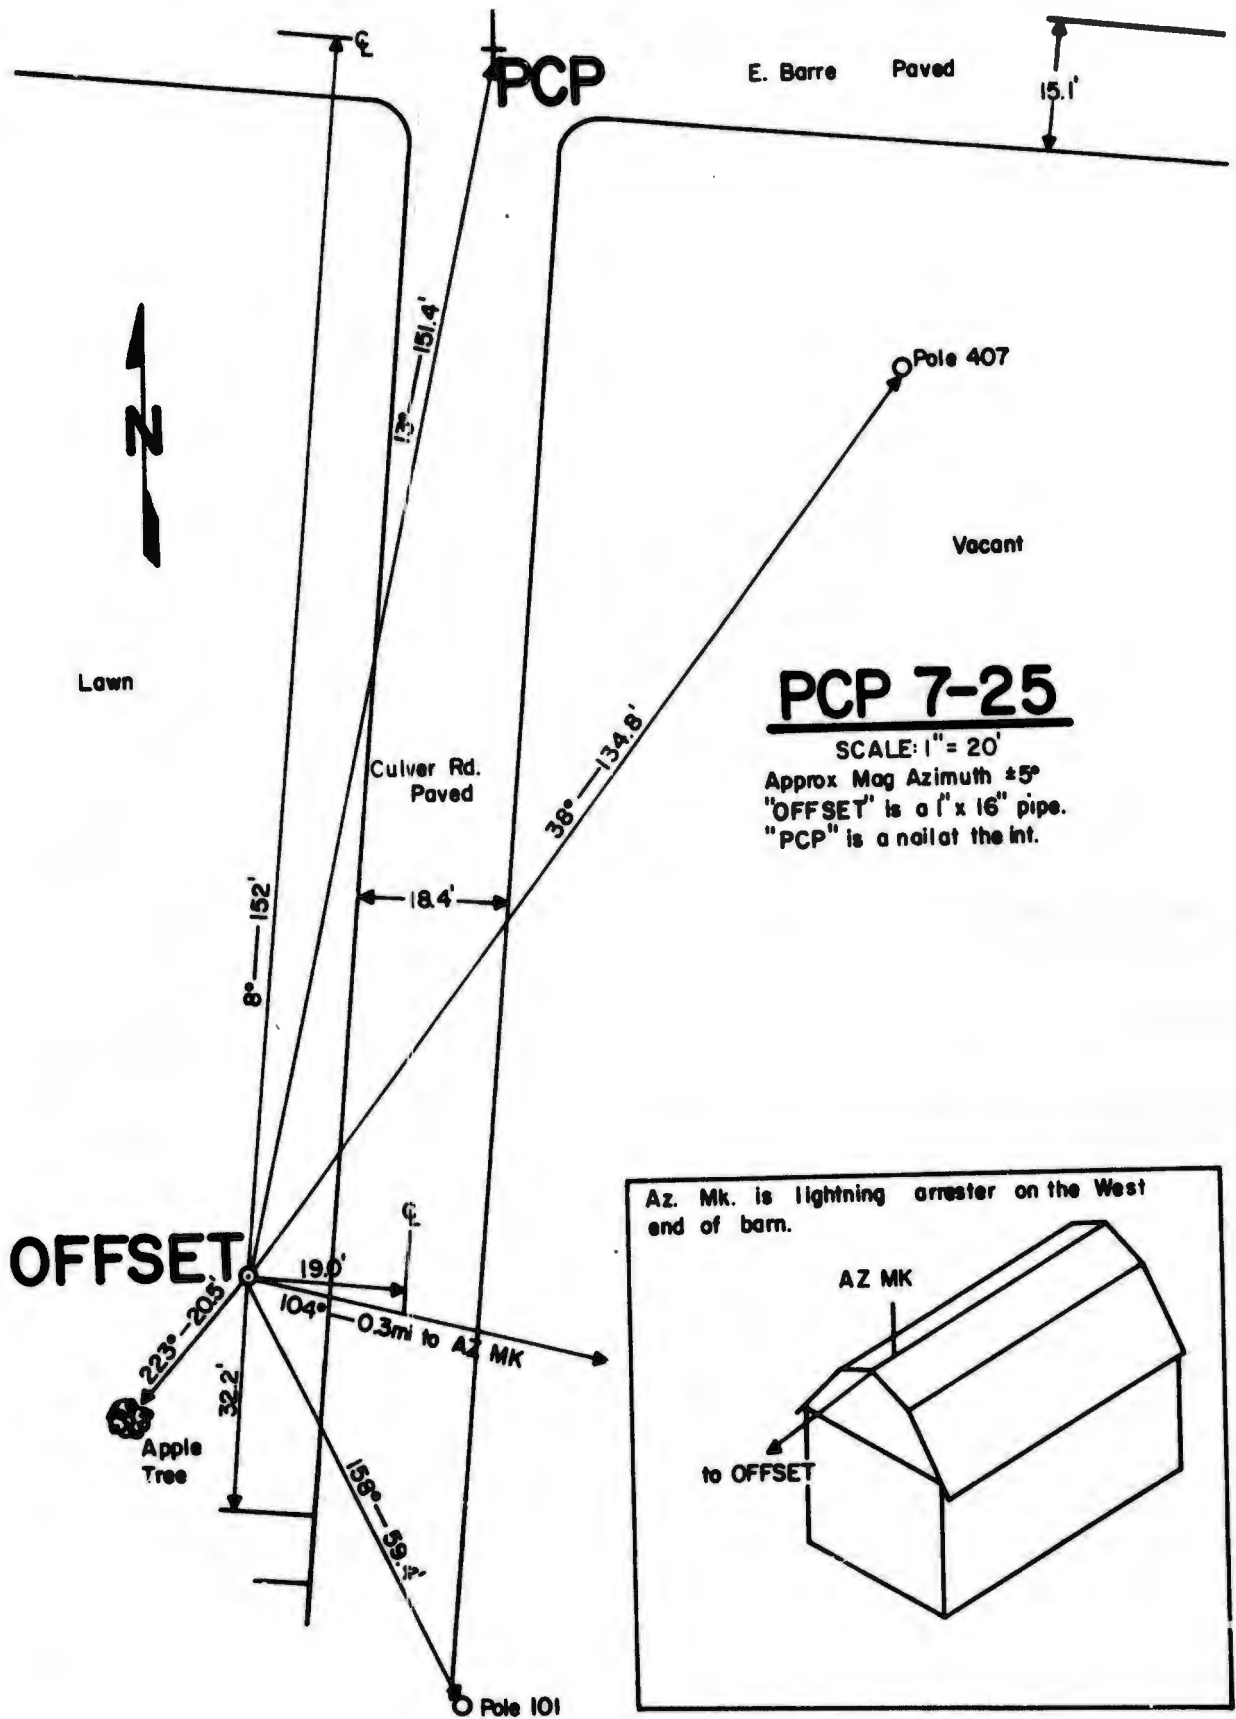 ℄
PCP
E. Barre Paved
15.1'
13°—151.4'
Pole 407
N
Vacant
Lawn
PCP 7-25
SCALE: 1" = 20'
Approx Mag Azimuth ±5°
"OFFSET" is a 1" x 16" pipe.
"PCP" is a nail at the int.
Culver Rd.
Paved
38°—134.8'
8°—152'
18.4'
℄
OFFSET
19.0'
104°—0.3mi to AZ MK
223°—20.5'
32.2'
Apple
Tree
158°—59.
Pole 101
Az. Mk. is lightning arrester on the West
end of barn.
AZ MK
to OFFSET